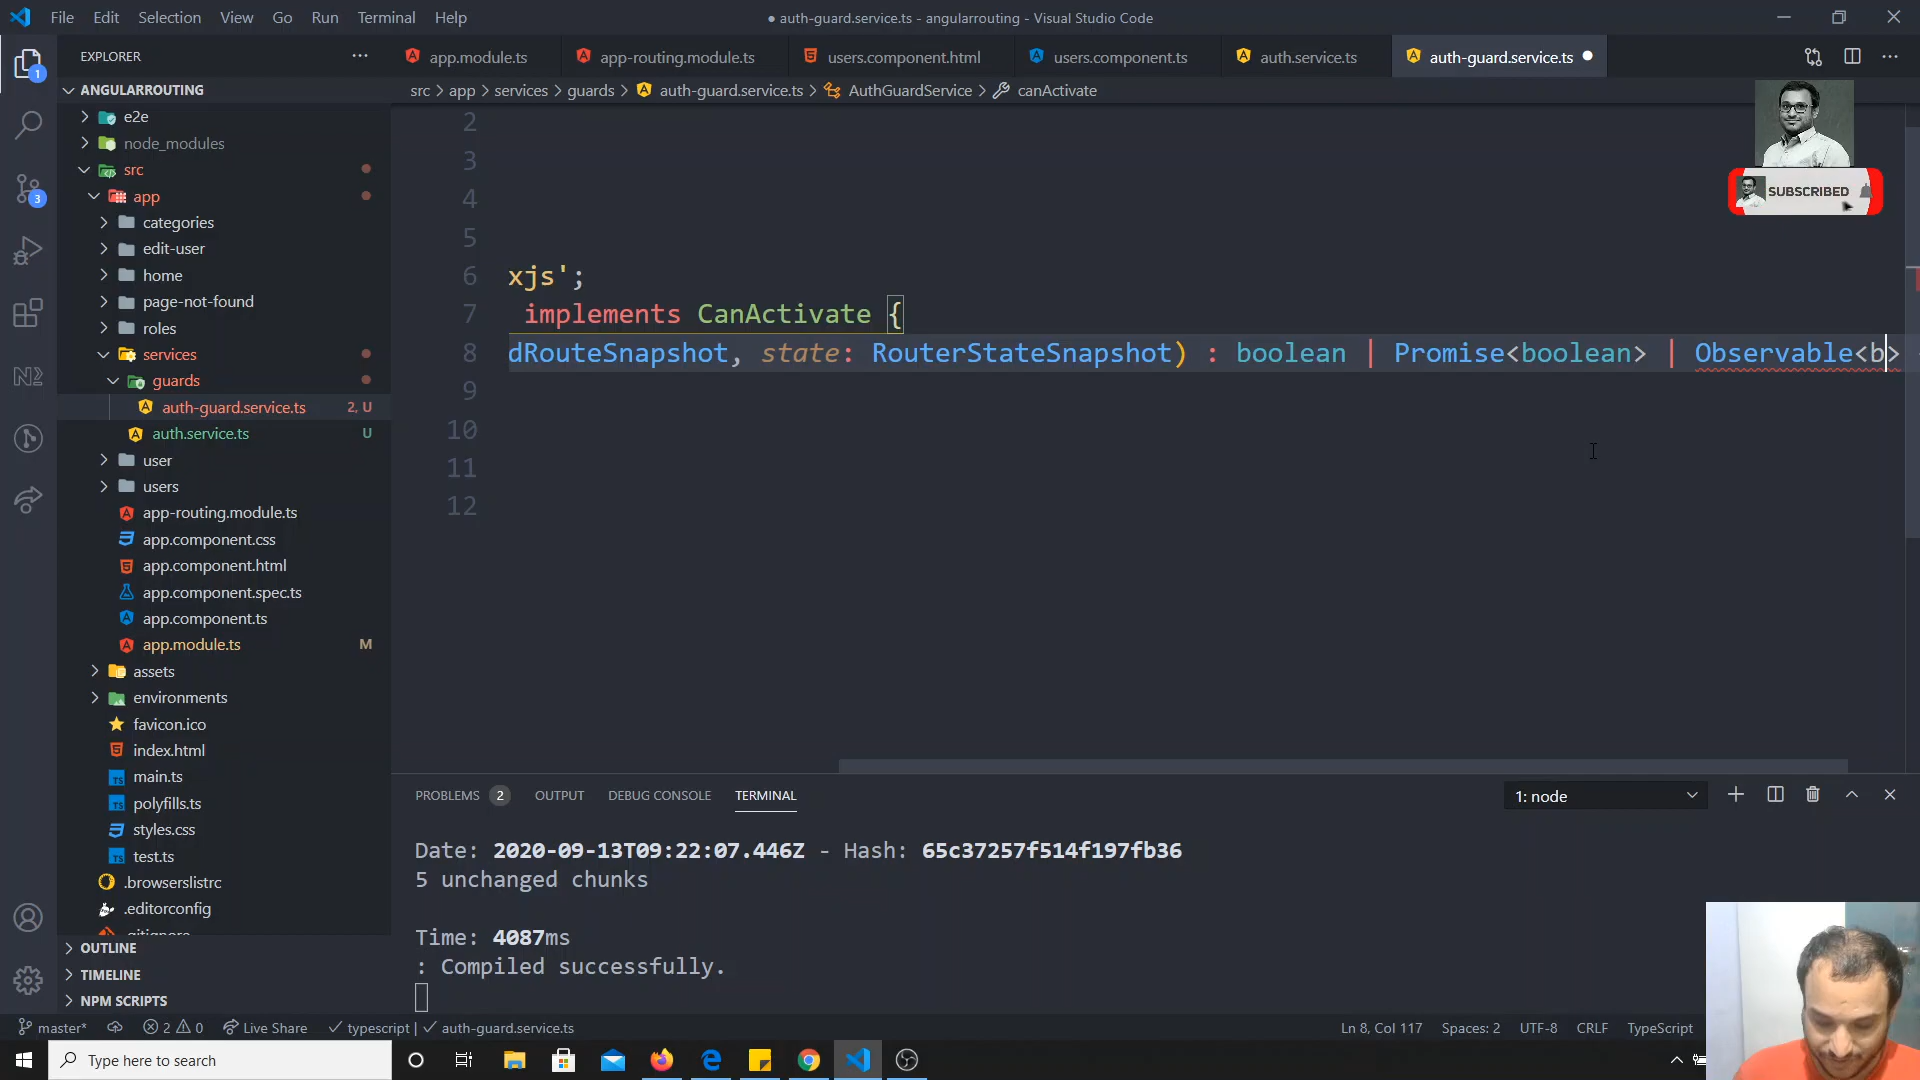 File Edit Selection View Go Run Terminal Help
● auth-guard.service.ts - angularrouting - Visual Studio Code
EXPLORER
app.module.ts
app-routing.module.ts
users.component.html
users.component.ts
auth.service.ts
auth-guard.service.ts
src > app > services > guards > auth-guard.service.ts > AuthGuardService > canActivate
1
3
N2
ANGULARROUTING
e2e
node_modules
src
app
categories
edit-user
home
page-not-found
roles
services
guards
auth-guard.service.ts 2, U
auth.service.ts U
user
users
app-routing.module.ts
app.component.css
app.component.html
app.component.spec.ts
app.component.ts
app.module.ts M
assets
environments
favicon.ico
index.html
main.ts
polyfills.ts
styles.css
test.ts
.browserslistrc
.editorconfig
.gitignore
OUTLINE
TIMELINE
NPM SCRIPTS
2
3
4
5
6 xjs';
7 implements CanActivate {
8 dRouteSnapshot, state: RouterStateSnapshot) : boolean | Promise<boolean> | Observable<b>
9
10
11
12
SUBSCRIBED
PROBLEMS 2 OUTPUT DEBUG CONSOLE TERMINAL
1: node
Date: 2020-09-13T09:22:07.446Z - Hash: 65c37257f514f197fb36
5 unchanged chunks
Time: 4087ms
: Compiled successfully.
master* 2 0 Live Share typescript | auth-guard.service.ts
Ln 8, Col 117 Spaces: 2 UTF-8 CRLF TypeScript
Type here to search